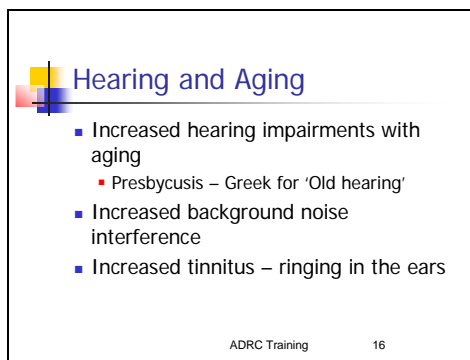 Hearing and Aging
■ Increased hearing impairments with
aging
▪ Presbycusis – Greek for 'Old hearing'
■ Increased background noise
interference
■ Increased tinnitus – ringing in the ears
ADRC Training 16